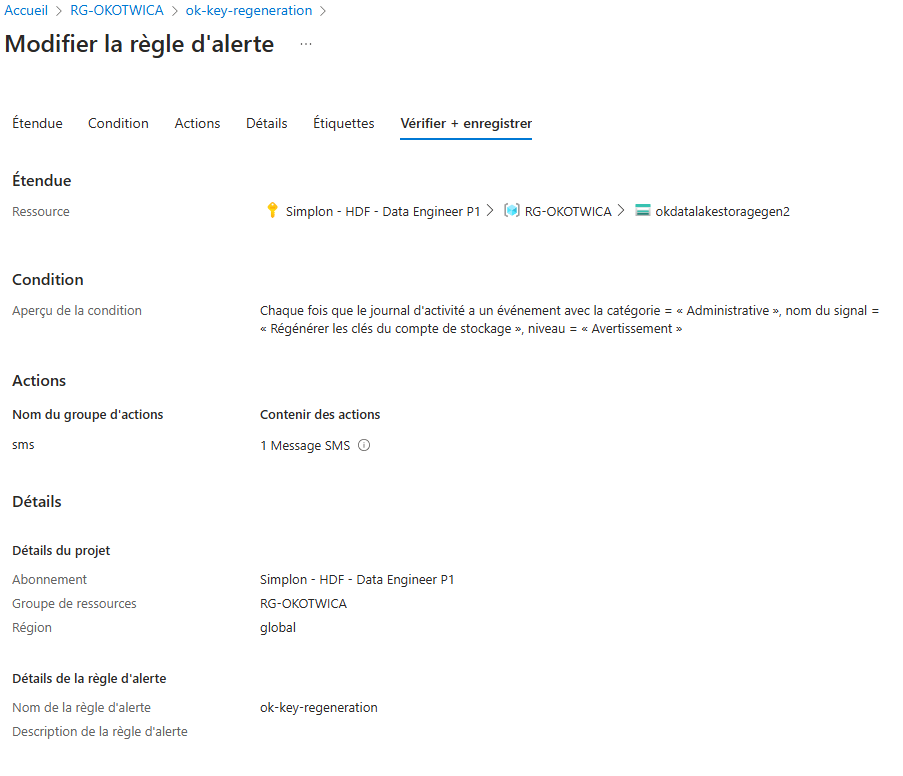 Accueil > RG-OKOTWICA > ok-key-regeneration >
Modifier la règle d'alerte ...
Étendue Condition Actions Détails Étiquettes Vérifier + enregistrer
Étendue
Ressource Simplon - HDF - Data Engineer P1 > RG-OKOTWICA > okdatalakestoragegen2
Condition
Aperçu de la condition Chaque fois que le journal d'activité a un événement avec la catégorie = « Administrative », nom du signal =
« Régénérer les clés du compte de stockage », niveau = « Avertissement »
Actions
Nom du groupe d'actions Contenir des actions
sms 1 Message SMS
Détails
Détails du projet
Abonnement Simplon - HDF - Data Engineer P1
Groupe de ressources RG-OKOTWICA
Région global
Détails de la règle d'alerte
Nom de la règle d'alerte ok-key-regeneration
Description de la règle d'alerte